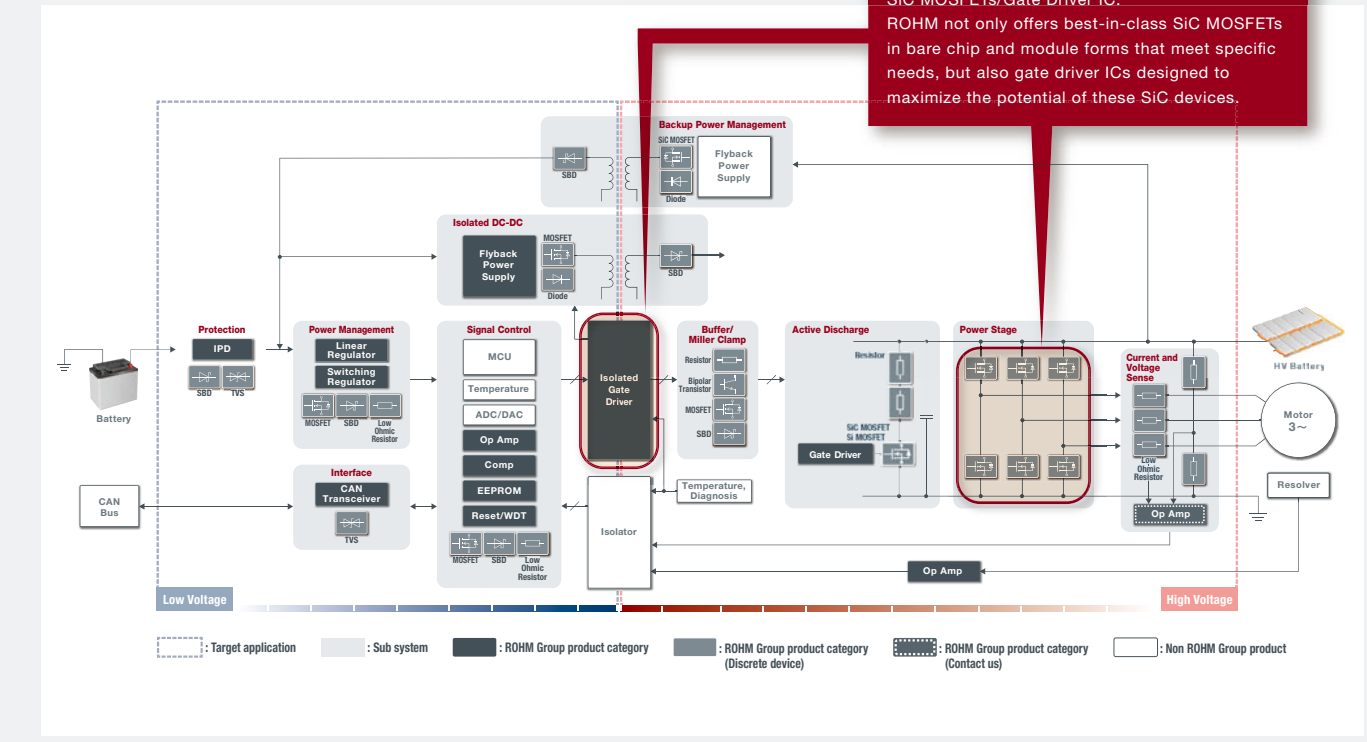 SiC MOSFETs/Gate Driver IC.
ROHM not only offers best-in-class SiC MOSFETs
in bare chip and module forms that meet specific
needs, but also gate driver ICs designed to
maximize the potential of these SiC devices.
Backup Power Management
SiC MOSFET
Flyback
Power
Supply
SBD
Diode
Isolated DC-DC
MOSFET
Flyback
Power
Supply
SBD
Diode
Protection
IPD
SBD
TVS
Battery
Power Management
Linear
Regulator
Switching
Regulator
MOSFET
SBD
Low
Ohmic
Resistor
Signal Control
MCU
Temperature
ADC/DAC
Op Amp
Comp
EEPROM
Reset/WDT
MOSFET
SBD
Low
Ohmic
Resistor
Isolated
Gate
Driver
Buffer/
Miller Clamp
Resistor
Bipolar
Transistor
MOSFET
SBD
Active Discharge
Resistor
SiC MOSFET
Si MOSFET
Gate Driver
Power Stage
Current and
Voltage
Sense
Low
Ohmic
Resistor
Op Amp
HV Battery
Motor
3~
Resolver
CAN
Bus
Interface
CAN
Transceiver
TVS
Isolator
Temperature,
Diagnosis
Op Amp
Low Voltage
High Voltage
: Target application
: Sub system
: ROHM Group product category
: ROHM Group product category
(Discrete device)
: ROHM Group product category
(Contact us)
: Non ROHM Group product